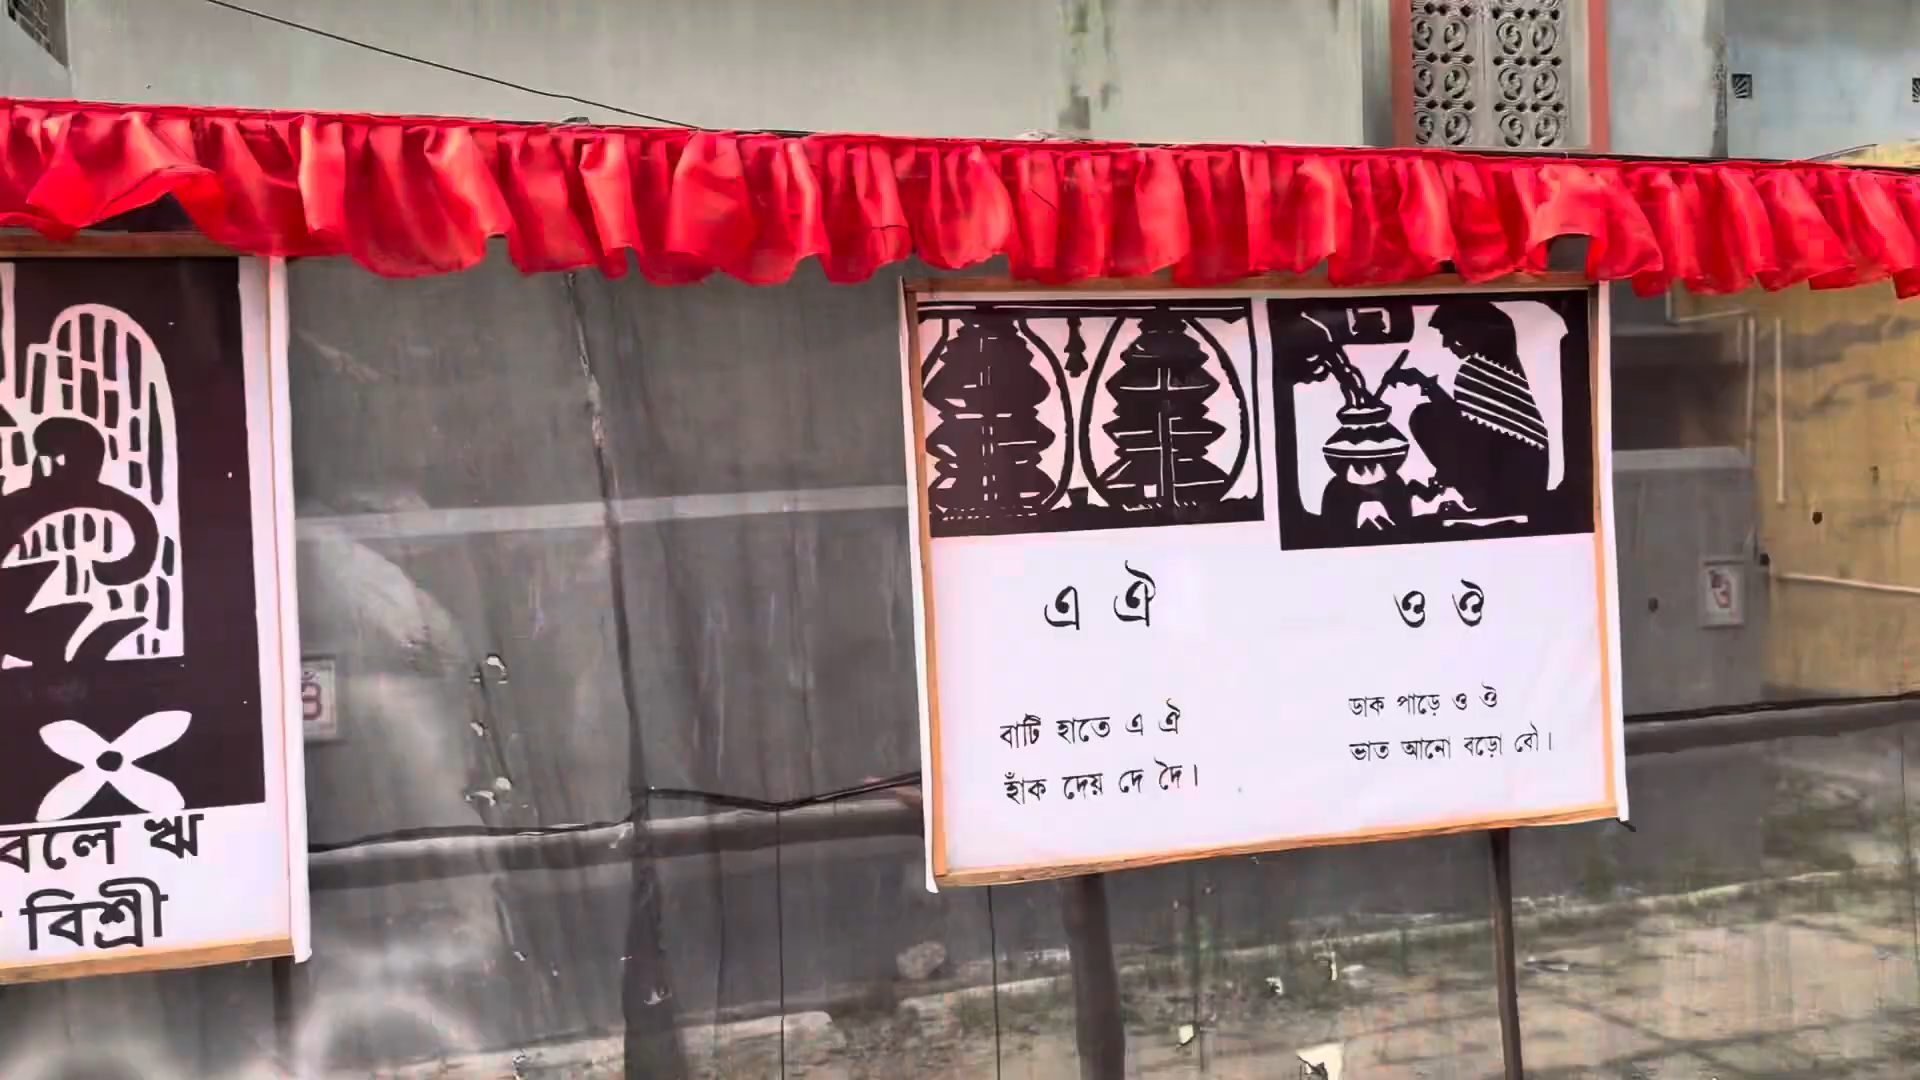 বলে ঋ
বিশ্রী
এ ঐ
বাটি হাতে এ ঐ
হাঁক দেয় দে দৈ।
ও ঔ
ডাক পাড়ে ও ঔ
ভাত আনো বড়ো বৌ।